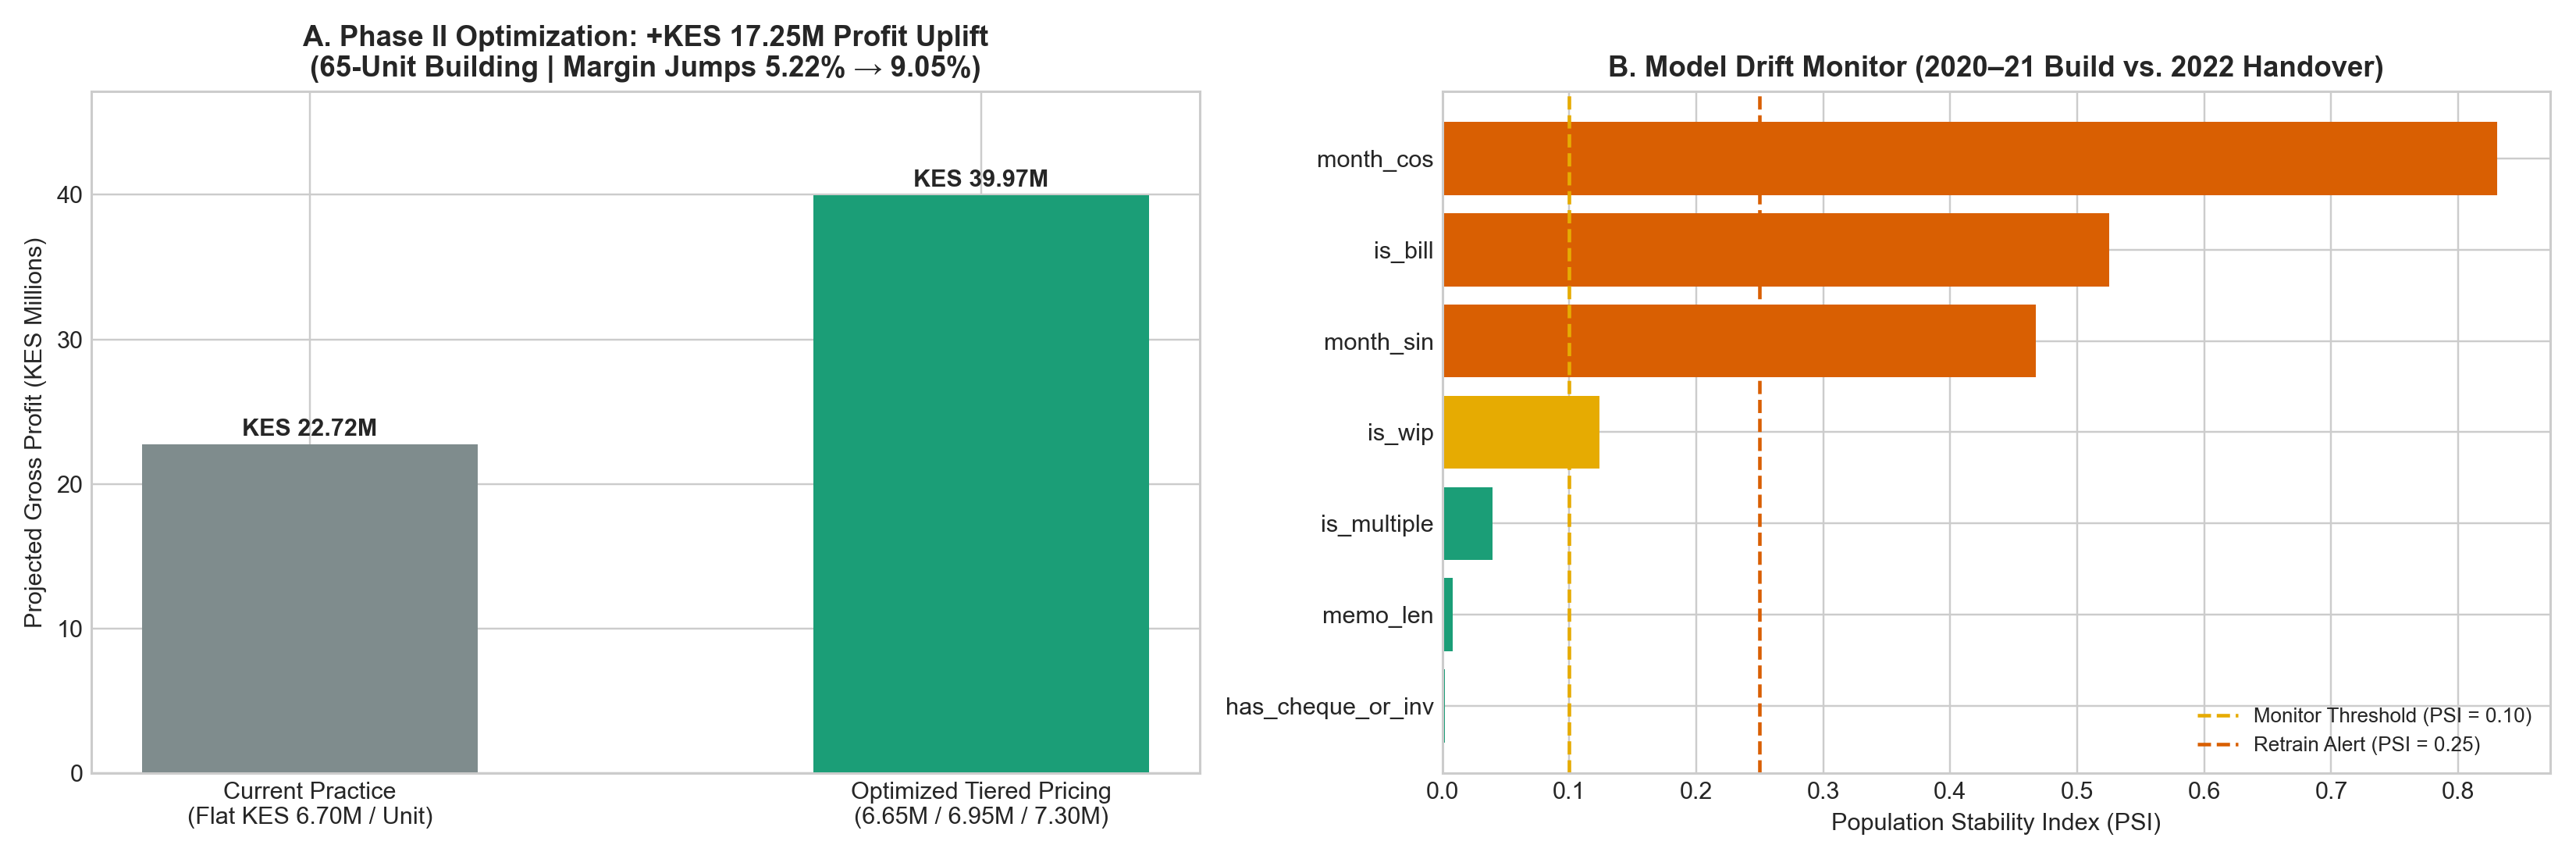 A. Phase II Optimization: +KES 17.25M Profit Uplift
(65-Unit Building | Margin Jumps 5.22% → 9.05%)
Projected Gross Profit (KES Millions)
40
30
20
10
0
KES 22.72M
KES 39.97M
Current Practice
(Flat KES 6.70M / Unit)
Optimized Tiered Pricing
(6.65M / 6.95M / 7.30M)
B. Model Drift Monitor (2020–21 Build vs. 2022 Handover)
month_cos
is_bill
month_sin
is_wip
is_multiple
memo_len
has_cheque_or_inv
Monitor Threshold (PSI = 0.10)
Retrain Alert (PSI = 0.25)
0.0 0.1 0.2 0.3 0.4 0.5 0.6 0.7 0.8
Population Stability Index (PSI)